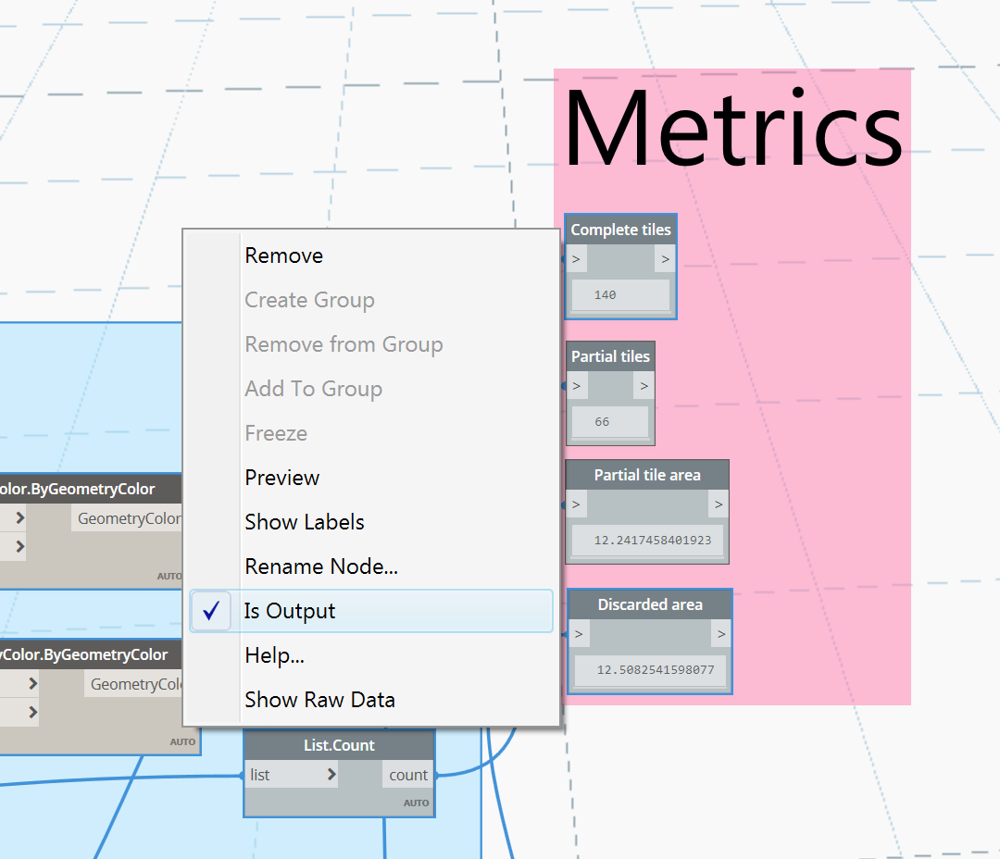 Metrics
Complete tiles
> >
140
Partial tiles
> >
66
Partial tile area
> >
12.2417458401923
Discarded area
> >
12.5082541598077
Remove
Create Group
Remove from Group
Add To Group
Freeze
Preview
Show Labels
Rename Node...
Is Output
Help...
Show Raw Data
olor.ByGeometryColor
> GeometryColor
>
AUTO
yColor.ByGeometryColor
> GeometryCol
>
AUTO
List.Count
list > count
AUTO